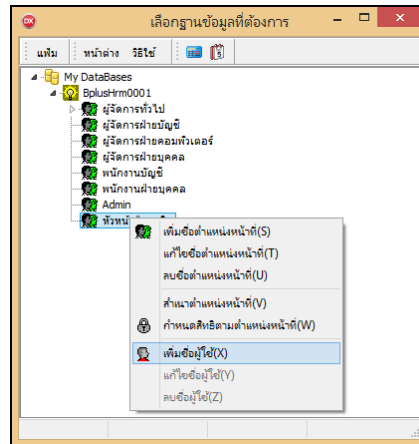 เลือกฐานข้อมูลที่ต้องการ
แฟ้ม หน้าต่าง วิธีใช้
My DataBases
BplusHrm0001
ผู้จัดการทั่วไป
ผู้จัดการฝ่ายบัญชี
ผู้จัดการฝ่ายคอมพิวเตอร์
ผู้จัดการฝ่ายบุคคล
พนักงานบัญชี
พนักงานฝ่ายบุคคล
Admin
เพิ่มชื่อตำแหน่งหน้าที่(S)
แก้ไขชื่อตำแหน่งหน้าที่(T)
ลบชื่อตำแหน่งหน้าที่(U)
สำเนาตำแหน่งหน้าที่(V)
กำหนดสิทธิตามตำแหน่งหน้าที่(W)
เพิ่มชื่อผู้ใช้(X)
แก้ไขชื่อผู้ใช้(Y)
ลบชื่อผู้ใช้(Z)